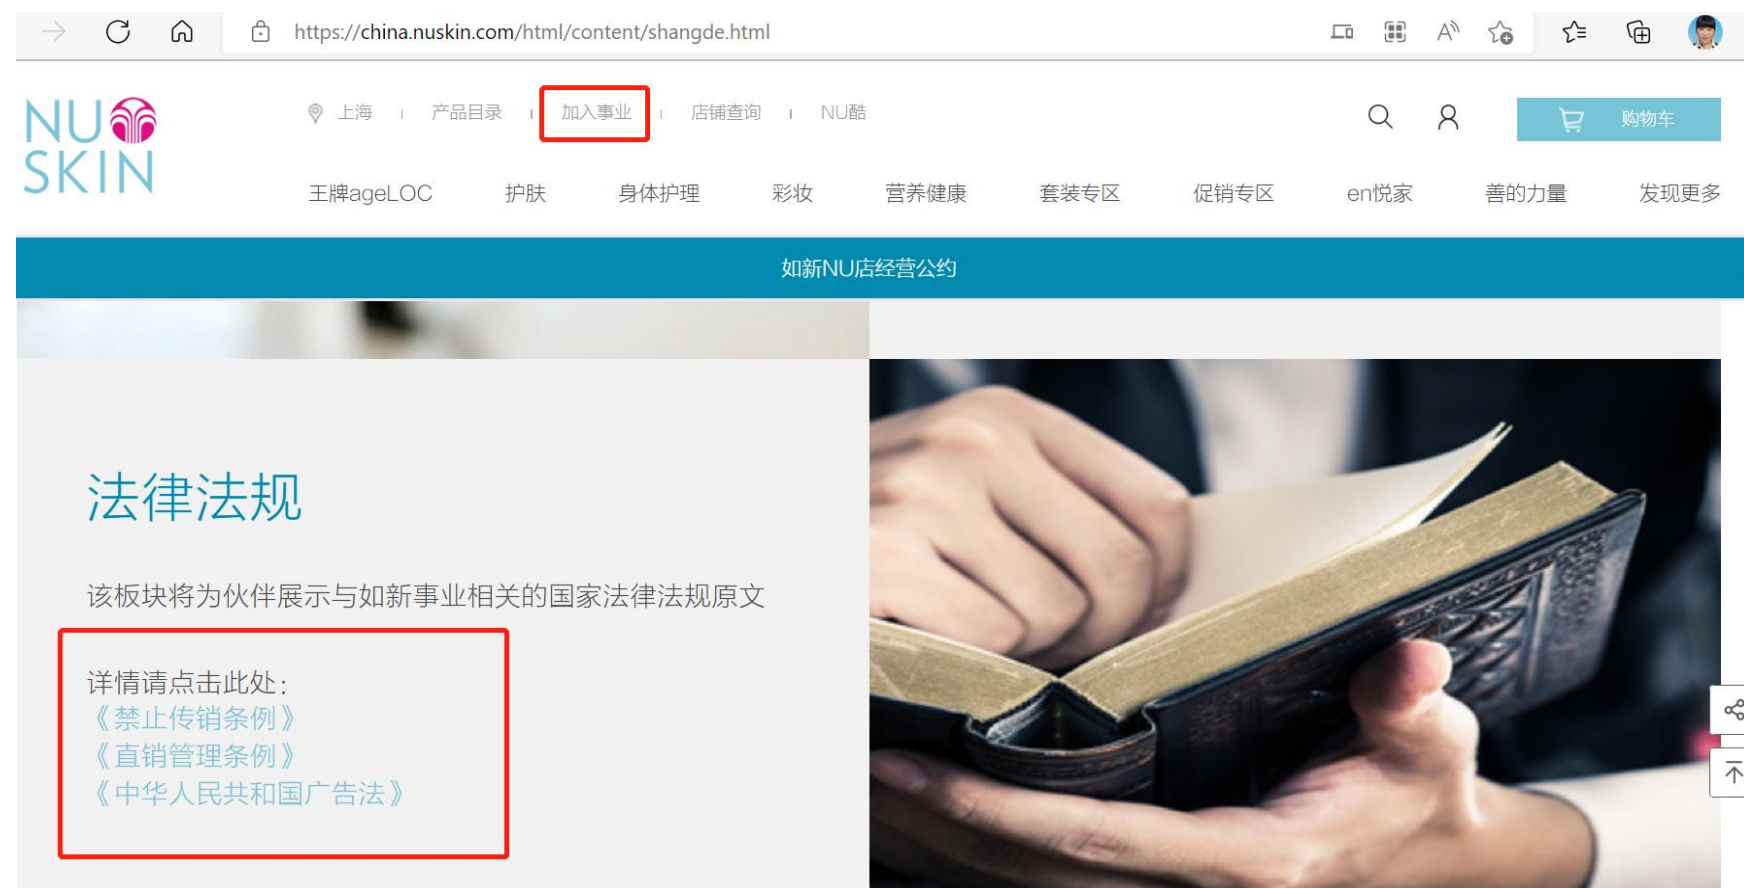 https://china.nuskin.com/html/content/shangde.html
NU
SKIN
上海 产品目录 加入事业 店铺查询 NU酷
购物车
王牌ageLOC 护肤 身体护理 彩妆 营养健康 套装专区 促销专区 en悦家 善的力量 发现更多
如新NU店经营公约
法律法规
该板块将为伙伴展示与如新事业相关的国家法律法规原文
详情请点击此处：
《禁止传销条例》
《直销管理条例》
《中华人民共和国广告法》